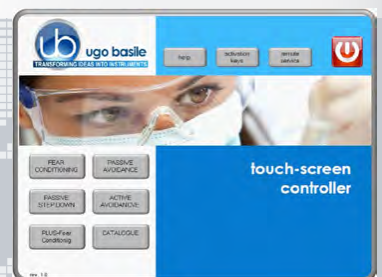 ub
ugo basile
TRANSFORMING IDEAS INTO INSTRUMENTS
help
activation
keys
remote
service
FEAR
CONDITIONING
PASSIVE
AVOIDANCE
touch-screen
controller
PASSIVE
STEP DOWN
ACTIVE
AVOIDANCE
PLUS-Fear
Conditionig
CATALOGUE
rev. 1.0